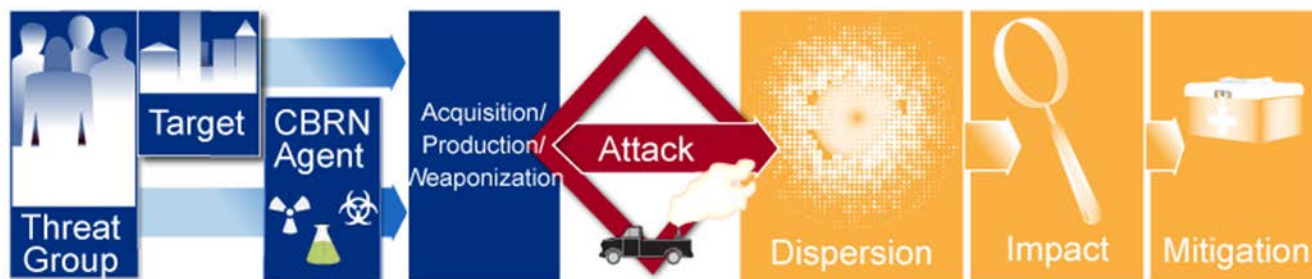 Threat
Group
Target
CBRN
Agent
Acquisition/
Production/
Weaponization
Attack
Dispersion
Impact
Mitigation